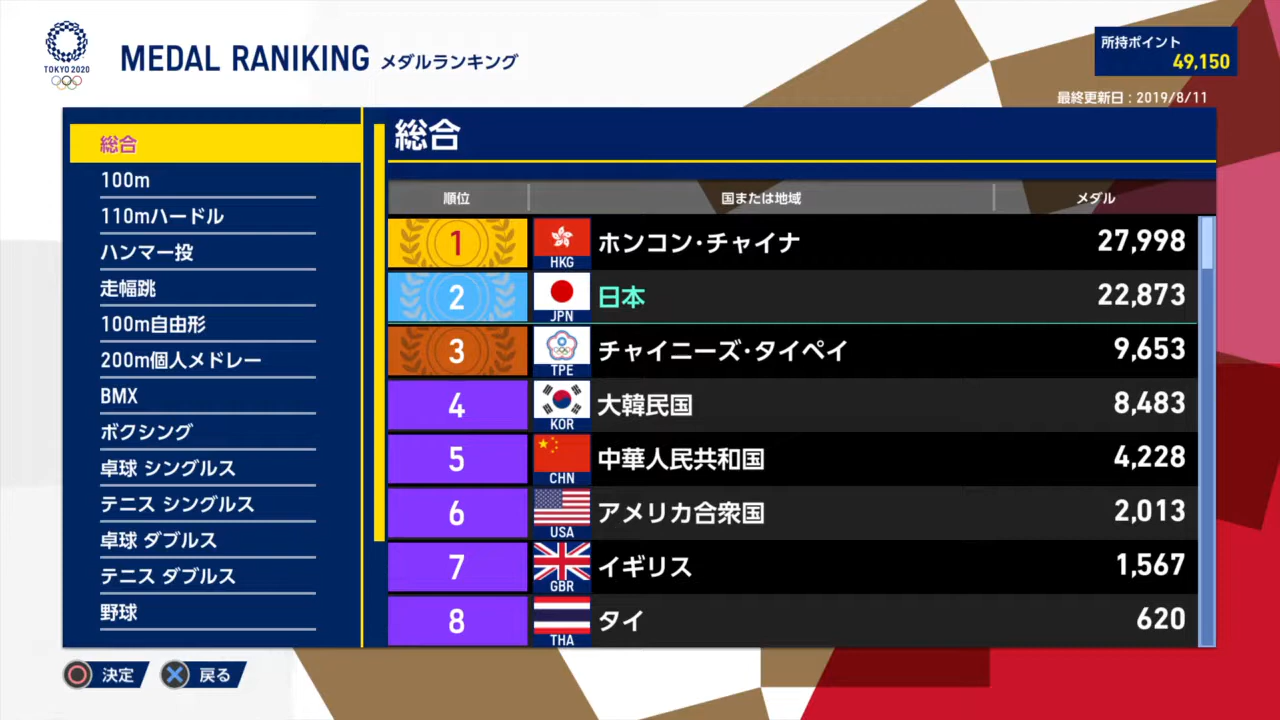 TOKYO 2020
MEDAL RANIKING メダルランキング
所持ポイント
49,150
最終更新日 : 2019/8/11
総合
100m
110mハードル
ハンマー投
走幅跳
100m自由形
200m個人メドレー
BMX
ボクシング
卓球 シングルス
テニス シングルス
卓球 ダブルス
テニス ダブルス
野球
総合
順位 国または地域 メダル
1 HKG ホンコン・チャイナ 27,998
2 JPN 日本 22,873
3 TPE チャイニーズ・タイペイ 9,653
4 KOR 大韓民国 8,483
5 CHN 中華人民共和国 4,228
6 USA アメリカ合衆国 2,013
7 GBR イギリス 1,567
8 THA タイ 620
決定 戻る